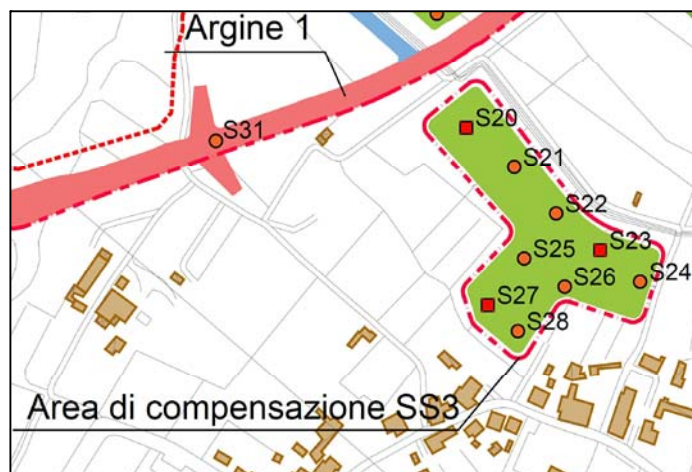 Argine 1
S20
S31
S21
S22
S23
S25
S24
S26
S27
S28
Area di compensazione SS3